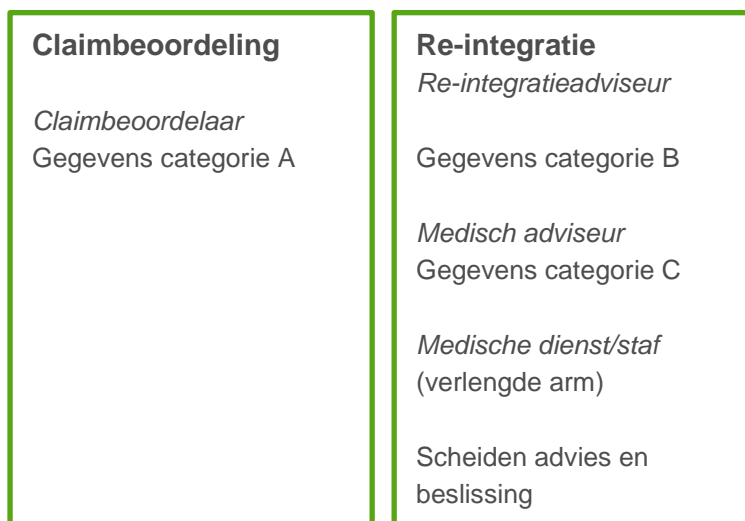 Claimbeoordeling
Claimbeoordelaar
Gegevens categorie A
Re-integratie
Re-integratieadviseur
Gegevens categorie B
Medisch adviseur
Gegevens categorie C
Medische dienst/staf
(verlengde arm)
Scheiden advies en
beslissing